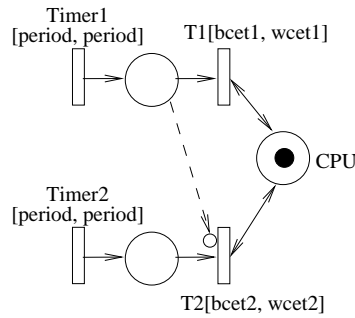 Timer1
[period, period]
T1[bcet1, wcet1]
CPU
Timer2
[period, period]
T2[bcet2, wcet2]